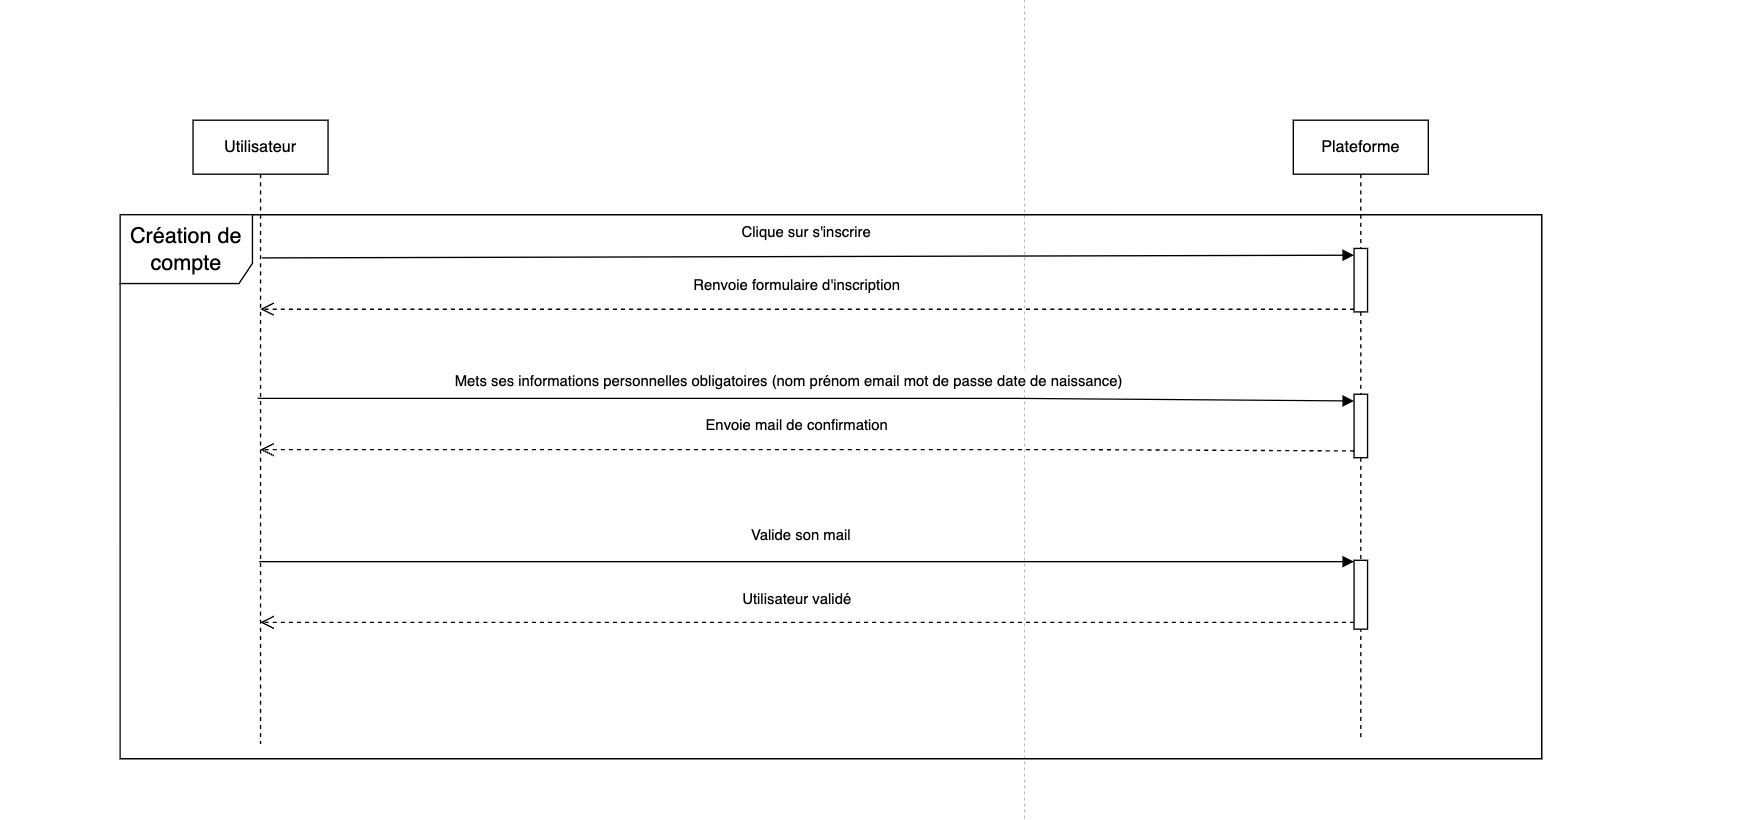 Utilisateur
Plateforme
Création de
compte
Clique sur s'inscrire
Renvoie formulaire d'inscription
Mets ses informations personnelles obligatoires (nom prénom email mot de passe date de naissance)
Envoie mail de confirmation
Valide son mail
Utilisateur validé